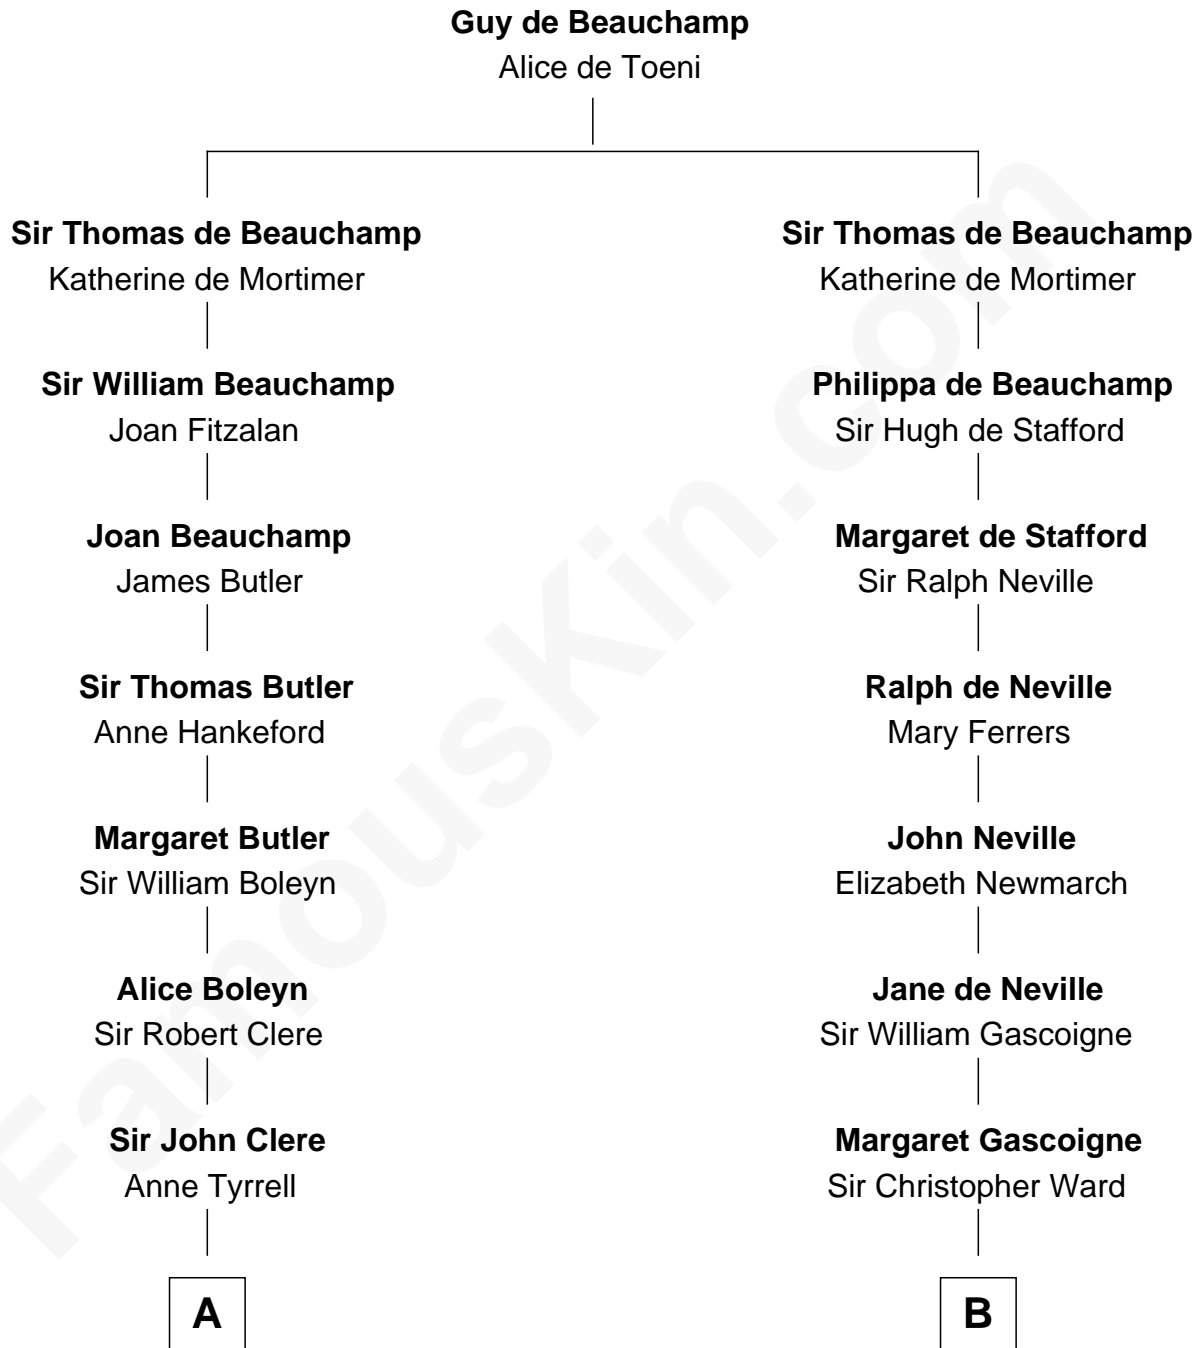 Guy de Beauchamp
Alice de Toeni
Sir Thomas de Beauchamp
Katherine de Mortimer
Sir William Beauchamp
Joan Fitzalan
Joan Beauchamp
James Butler
Sir Thomas Butler
Anne Hankeford
Margaret Butler
Sir William Boleyn
Alice Boleyn
Sir Robert Clere
Sir John Clere
Anne Tyrrell
A
Sir Thomas de Beauchamp
Katherine de Mortimer
Philippa de Beauchamp
Sir Hugh de Stafford
Margaret de Stafford
Sir Ralph Neville
Ralph de Neville
Mary Ferrers
John Neville
Elizabeth Newmarch
Jane de Neville
Sir William Gascoigne
Margaret Gascoigne
Sir Christopher Ward
B
FamousKin.com